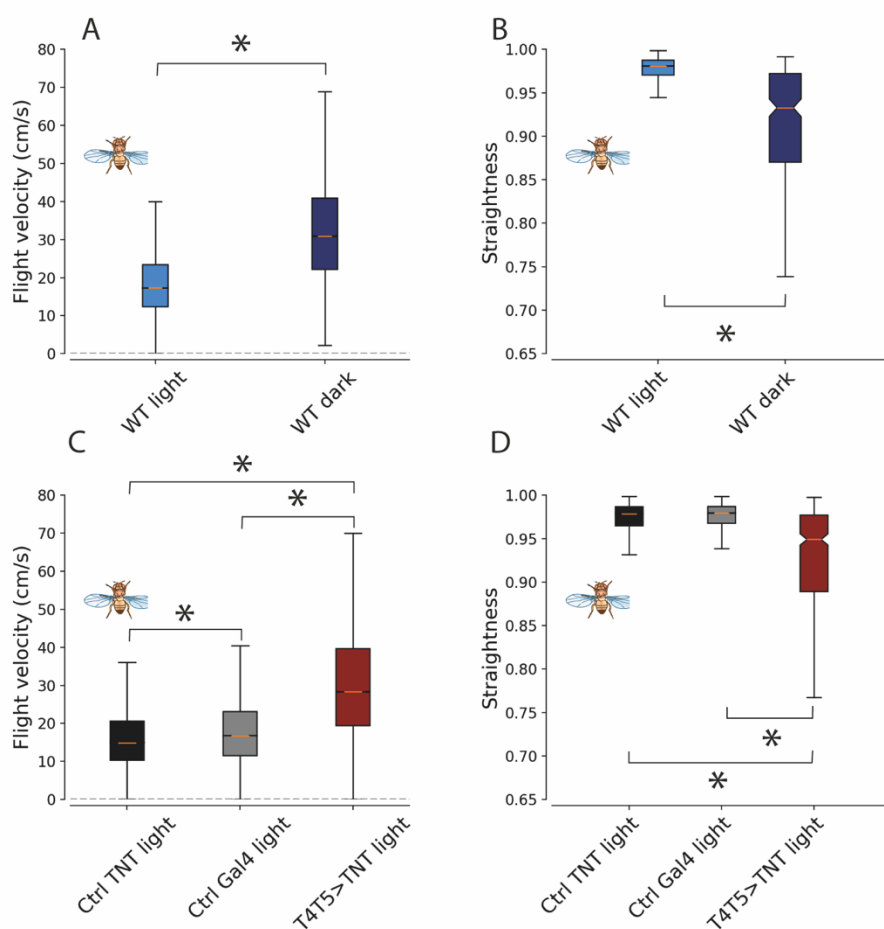 A
Flight velocity (cm/s)
80
70
60
50
40
30
20
10
0
*
WT light
WT dark
B
Straightness
1.00
0.95
0.90
0.85
0.80
0.75
0.70
0.65
*
WT light
WT dark
C
Flight velocity (cm/s)
80
70
60
50
40
30
20
10
0
*
*
*
Ctrl TNT light
Ctrl Gal4 light
T4T5>TNT light
D
Straightness
1.00
0.95
0.90
0.85
0.80
0.75
0.70
0.65
*
*
Ctrl TNT light
Ctrl Gal4 light
T4T5>TNT light